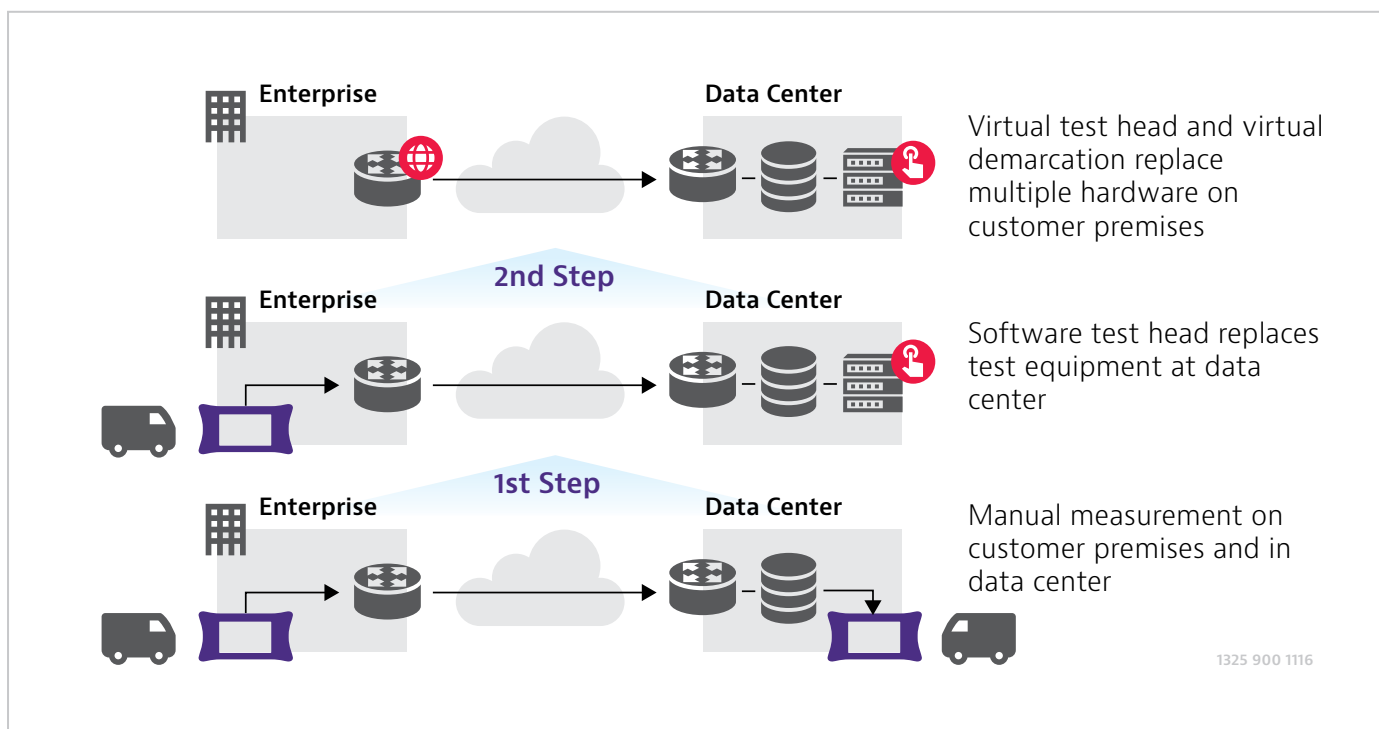 Enterprise
Data Center
Virtual test head and virtual
demarcation replace
multiple hardware on
customer premises
2nd Step
Enterprise
Data Center
Software test head replaces
test equipment at data
center
1st Step
Enterprise
Data Center
Manual measurement on
customer premises and in
data center
1325 900 1116